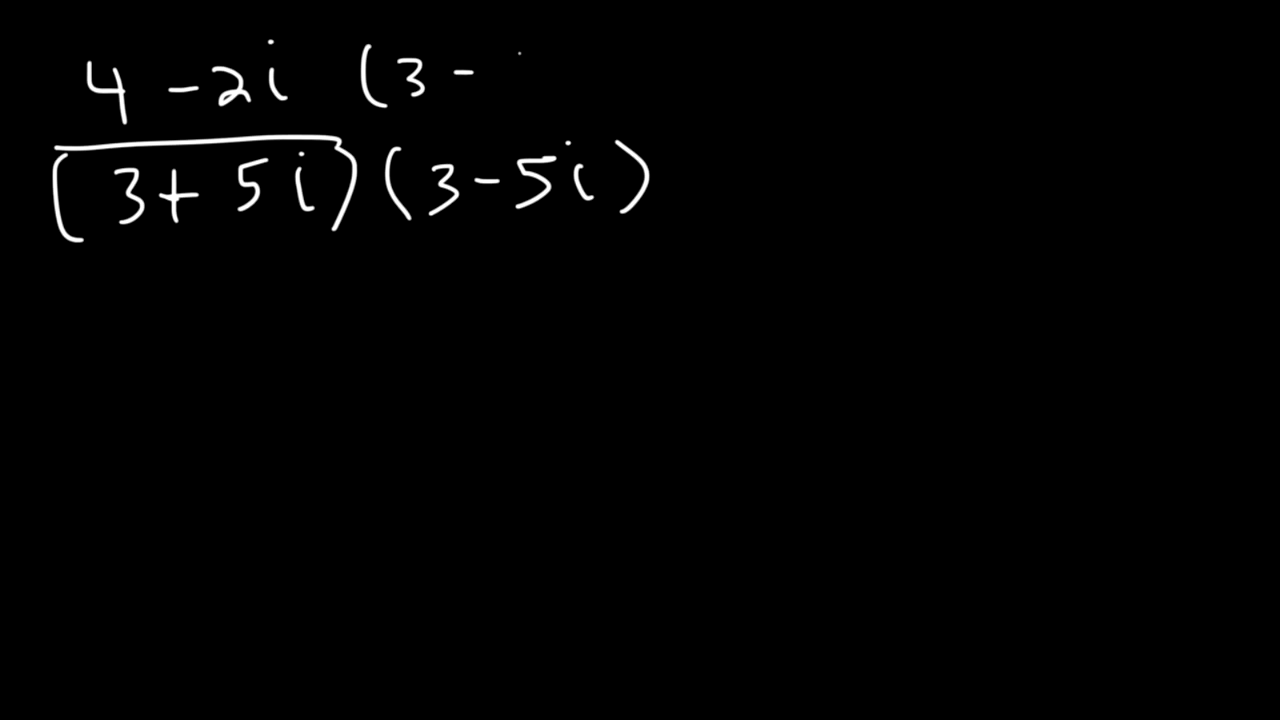 4 - 2i (3 -
(3 + 5i) (3 - 5i)